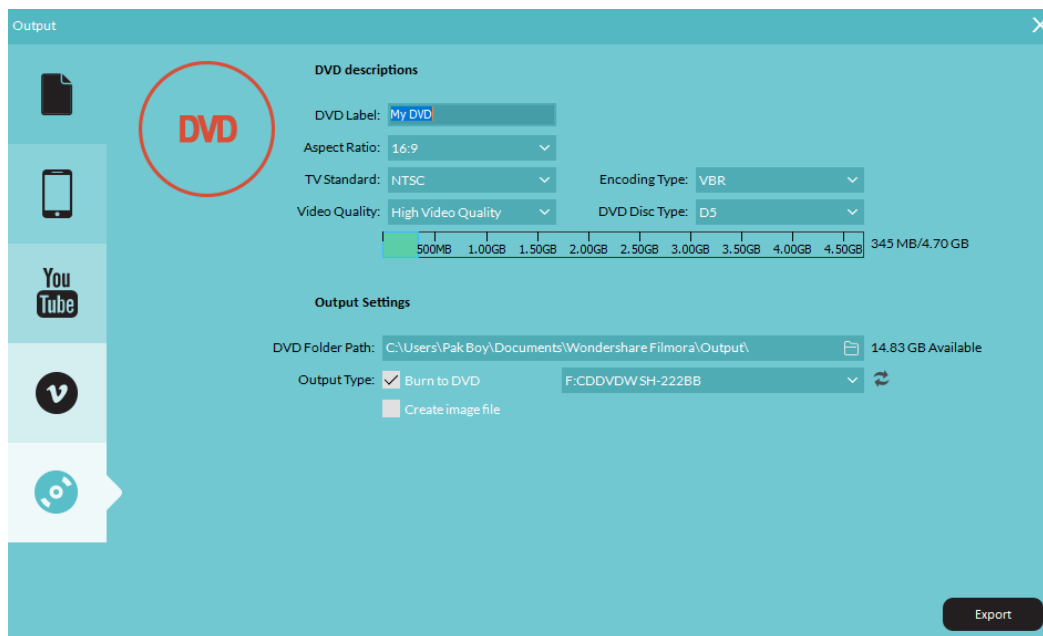 Output
DVD descriptions
DVD
DVD Label: My DVD
Aspect Ratio: 16:9
TV Standard: NTSC Encoding Type: VBR
Video Quality: High Video Quality DVD Disc Type: D5
500MB 1.00GB 1.50GB 2.00GB 2.50GB 3.00GB 3.50GB 4.00GB 4.50GB 345 MB/4.70 GB
You
Tube
Output Settings
DVD Folder Path: C:\Users\Pak Boy\Documents\Wondershare Filmora\Output\ 14.83 GB Available
Output Type: Burn to DVD F:CDDVDW SH-222BB
Create image file
v
Export